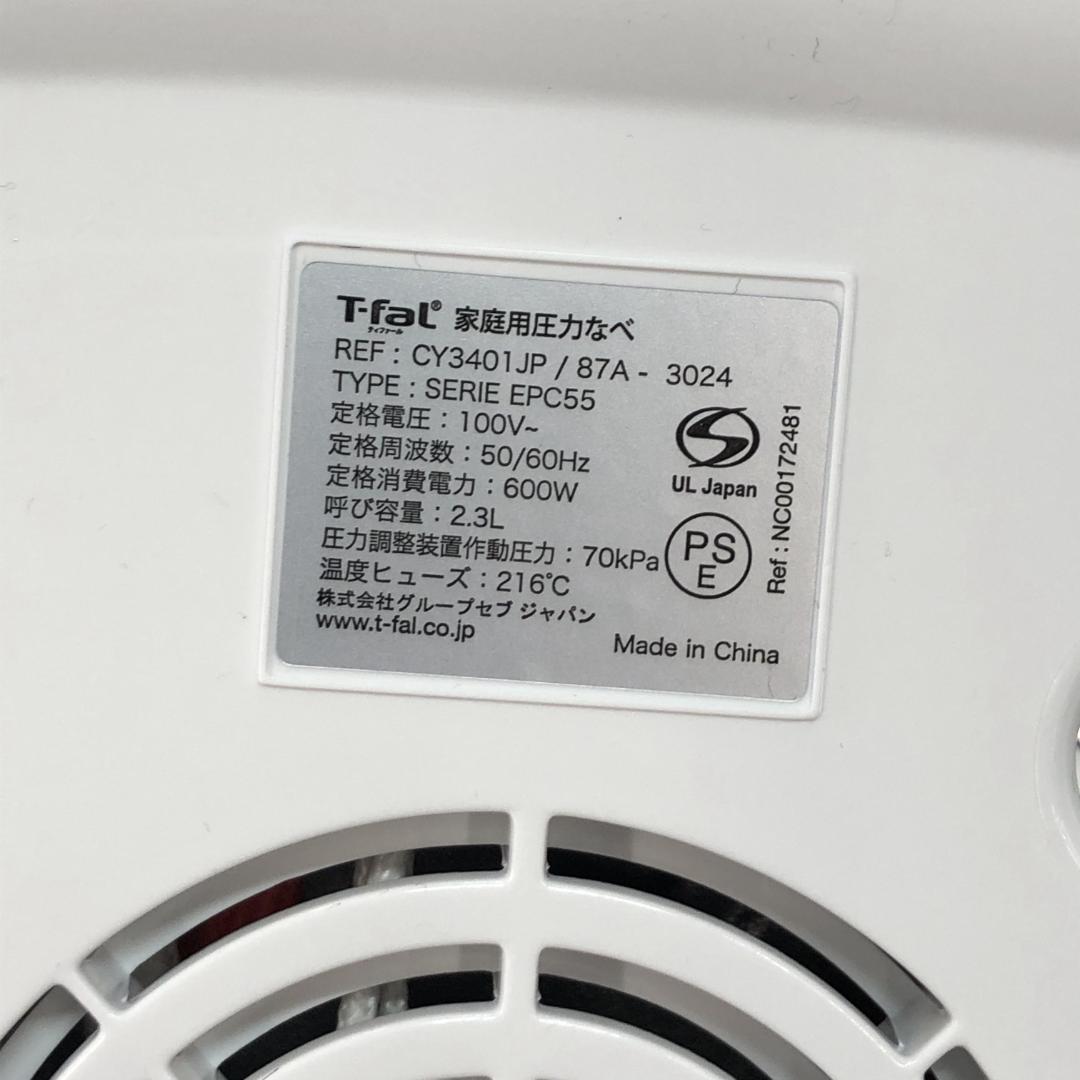 T-fal® 家庭用圧力なべ
ティファール
REF : CY3401JP / 87A - 3024
TYPE : SERIE EPC55
定格電圧 : 100V~
定格周波数 : 50/60Hz
定格消費電力 : 600W
呼び容量 : 2.3L
圧力調整装置作動圧力 : 70kPa
温度ヒューズ : 216℃
株式会社グループセブ ジャパン
www.t-fal.co.jp
S
UL Japan
PS
E
Ref : NC00172481
Made in China